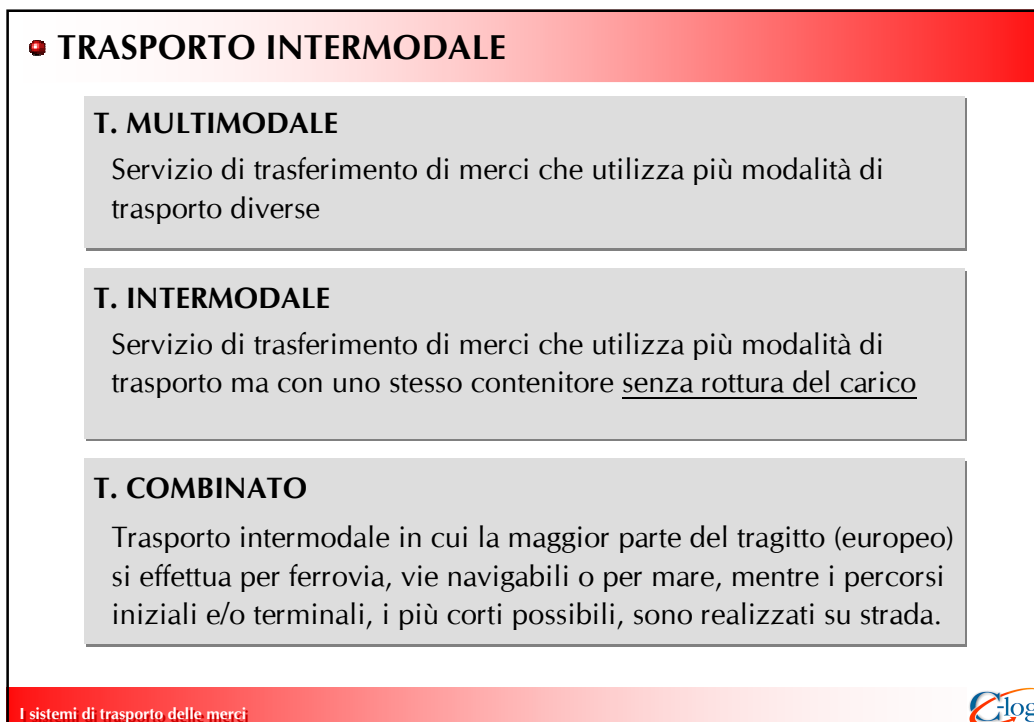 TRASPORTO INTERMODALE
T. MULTIMODALE
Servizio di trasferimento di merci che utilizza più modalità di
trasporto diverse
T. INTERMODALE
Servizio di trasferimento di merci che utilizza più modalità di
trasporto ma con uno stesso contenitore senza rottura del carico
T. COMBINATO
Trasporto intermodale in cui la maggior parte del tragitto (europeo)
si effettua per ferrovia, vie navigabili o per mare, mentre i percorsi
iniziali e/o terminali, i più corti possibili, sono realizzati su strada.
I sistemi di trasporto delle merci
C-log